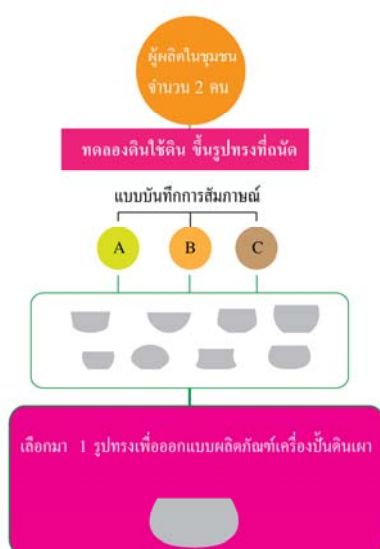 ผู้ผลิตในชุมชน
จำนวน 2 คน
ทดลองดินใช้ดิน ขึ้นรูปทรงที่ถนัด
แบบบันทึกการสัมภาษณ์
A B C
เลือกมา 1 รูปทรงเพื่อออกแบบผลิตภัณฑ์เครื่องปั้นดินเผา